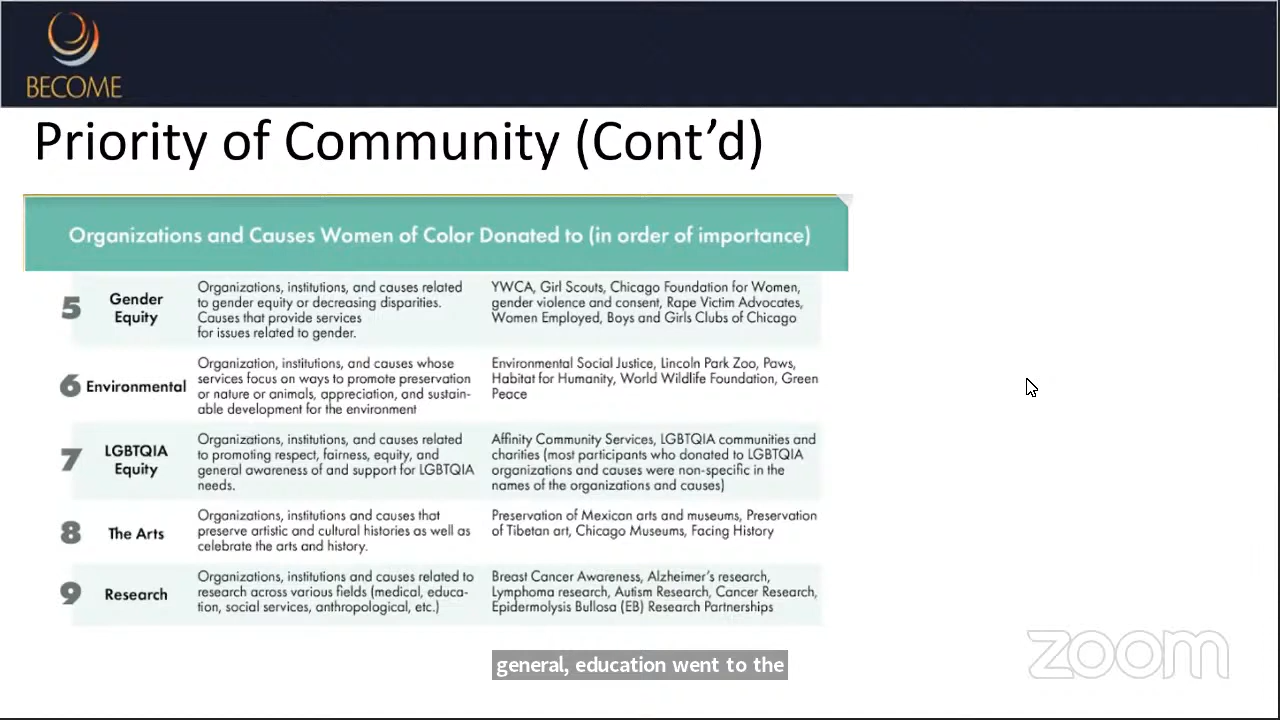 BECOME
Priority of Community (Cont’d)
Organizations and Causes Women of Color Donated to (in order of importance)
5
Gender
Equity
Organizations, institutions, and causes related
to gender equity or decreasing disparities.
Causes that provide services
for issues related to gender.
YWCA, Girl Scouts, Chicago Foundation for Women,
gender violence and consent, Rape Victim Advocates,
Women Employed, Boys and Girls Clubs of Chicago
6
Environmental
Organization, institutions, and causes whose
services focus on ways to promote preservation
or nature or animals, appreciation, and sustain-
able development for the environment
Environmental Social Justice, Lincoln Park Zoo, Paws,
Habitat for Humanity, World Wildlife Foundation, Green
Peace
7
LGBTQIA
Equity
Organizations, institutions, and causes related
to promoting respect, fairness, equity, and
general awareness of and support for LGBTQIA
needs.
Affinity Community Services, LGBTQIA communities and
charities (most participants who donated to LGBTQIA
organizations and causes were non-specific in the
names of the organizations and causes)
8
The Arts
Organizations, institutions and causes that
preserve artistic and cultural histories as well as
celebrate the arts and history.
Preservation of Mexican arts and museums, Preservation
of Tibetan art, Chicago Museums, Facing History
9
Research
Organizations, institutions and causes related to
research across various fields (medical, educa-
tion, social services, anthropological, etc.)
Breast Cancer Awareness, Alzheimer’s research,
Lymphoma research, Autism Research, Cancer Research,
Epidermolysis Bullosa (EB) Research Partnerships
general, education went to the
zoom